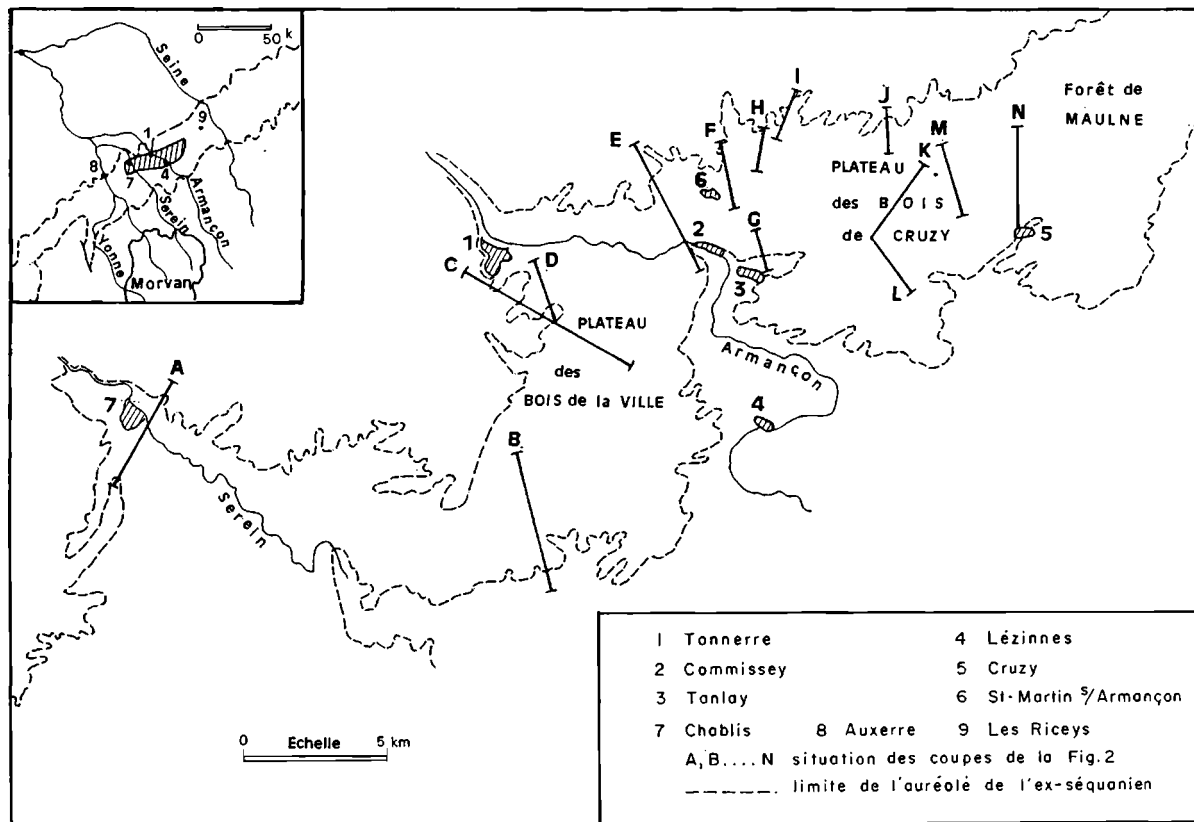 0 50 k
Seine
9
1
8
7
4
Armançon
Serein
Yonne
Morvan
I
J
H
F
E
N
M
K
Forêt de
MAULNE
PLATEAU
des BOIS
de CRUZY
6
G
2
3
5
L
1
C
D
PLATEAU
des
BOIS de la VILLE
Armançon
4
A
7
B
Serein
0 Echelle 5 km
1 Tonnerre
2 Commissey
3 Tanlay
4 Lézinnes
5 Cruzy
6 St-Martin s/Armançon
7 Chablis 8 Auxerre 9 Les Riceys
A, B.... N situation des coupes de la Fig.2
limite de l'auréolé de l'ex-séquanien